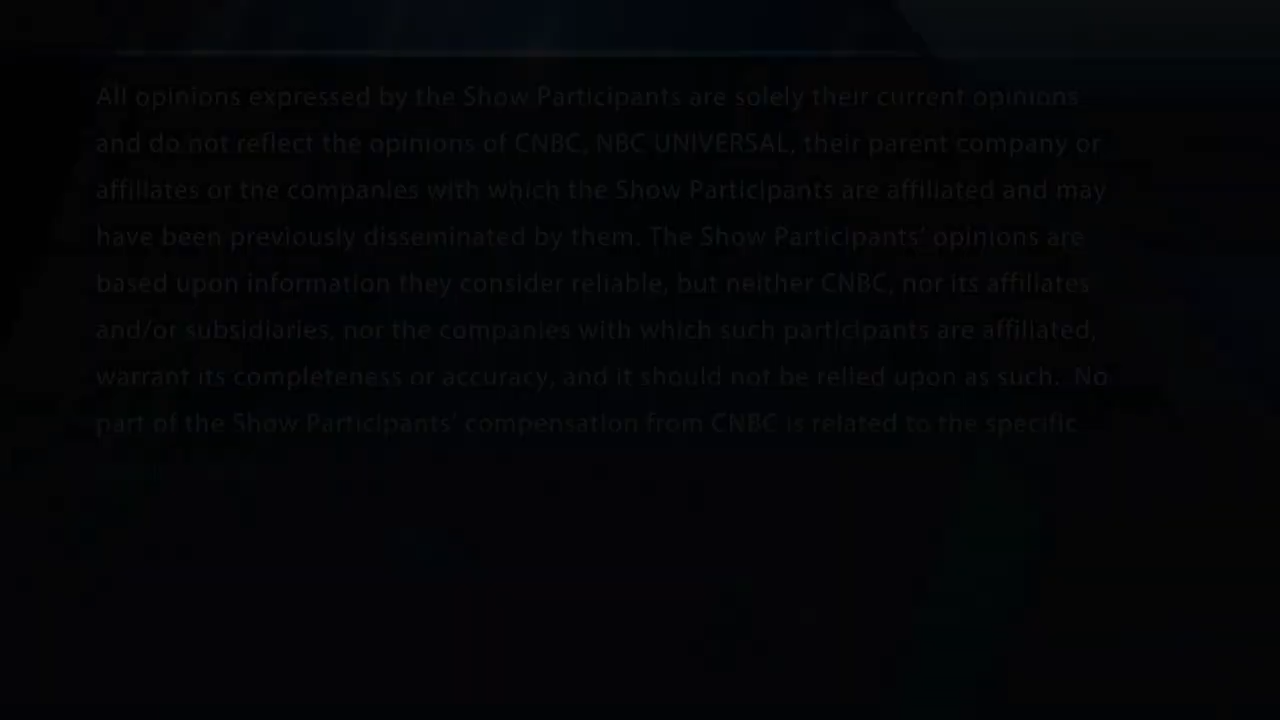 All opinions expressed by the Show Participants are solely their current opinions
and do not reflect the opinions of CNBC, NBC UNIVERSAL, their parent company or
affiliates or the companies with which the Show Participants are affiliated and may
have been previously disseminated by them. The Show Participants' opinions are
based upon information they consider reliable, but neither CNBC, nor its affiliates
and/or subsidiaries, nor the companies with which such participants are affiliated,
warrant its completeness or accuracy, and it should not be relied upon as such.  No
part of the Show Participants' compensation from CNBC is related to the specific